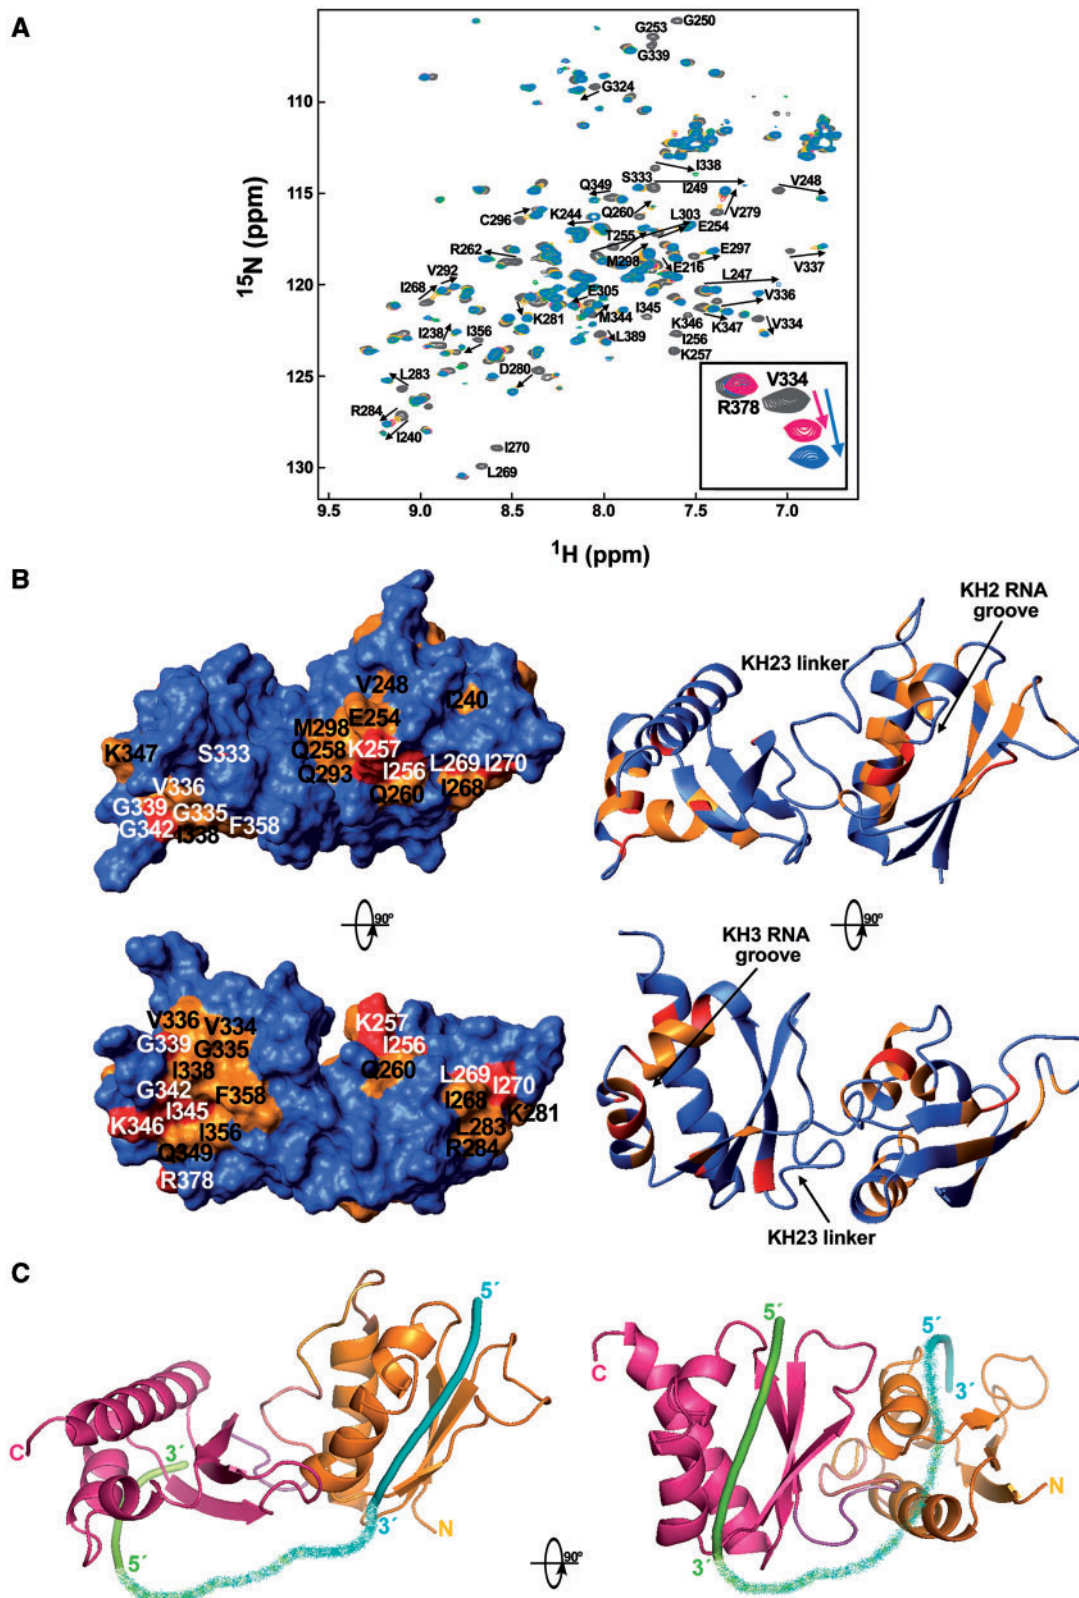 A
15N (ppm)
110
115
120
125
130
9.5
9.0
8.5
8.0
7.5
7.0
1H (ppm)
G253
G250
G339
G324
I338
S333
I249
Q349
V248
Q260
V279
K244
L303
C296
E254
T255
R262
M298
E297
V337
E216
V292
L247
I268
E305
V336
K281
I345
M344
K346
K347
V334
I238
I356
L389
I256
K257
L283
D280
R284
I240
I270
L269
V334
R378
B
V248
I240
M298
E254
K347
S333
Q258
K257
Q293
I256
L269
I270
Q260
I268
V336
G339
G335
G342
I338
F358
KH2 RNA
groove
KH23 linker
90°
90°
V336
V334
G339
G335
I338
G342
F358
I345
K346
I356
Q349
R378
K257
I256
Q260
L269
I270
I268
K281
L283
R284
KH3 RNA
groove
KH23 linker
C
5´
3´
C
5´
3´
N
90°
5´
C
3´
5´
3´
N